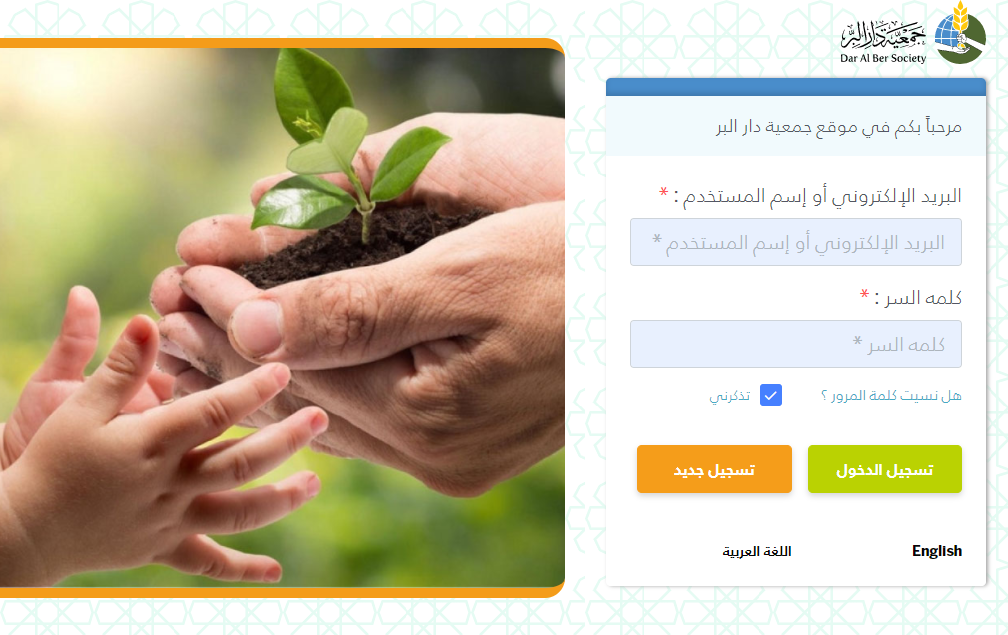 جمعية دار البر
Dar Al Ber Society
مرحباً بكم في موقع جمعية دار البر
البريد الإلكتروني أو إسم المستخدم : *
البريد الإلكتروني أو إسم المستخدم *
كلمه السر : *
كلمه السر *
هل نسيت كلمة المرور ؟ تذكرني
تسجيل الدخول تسجيل جديد
English اللغة العربية